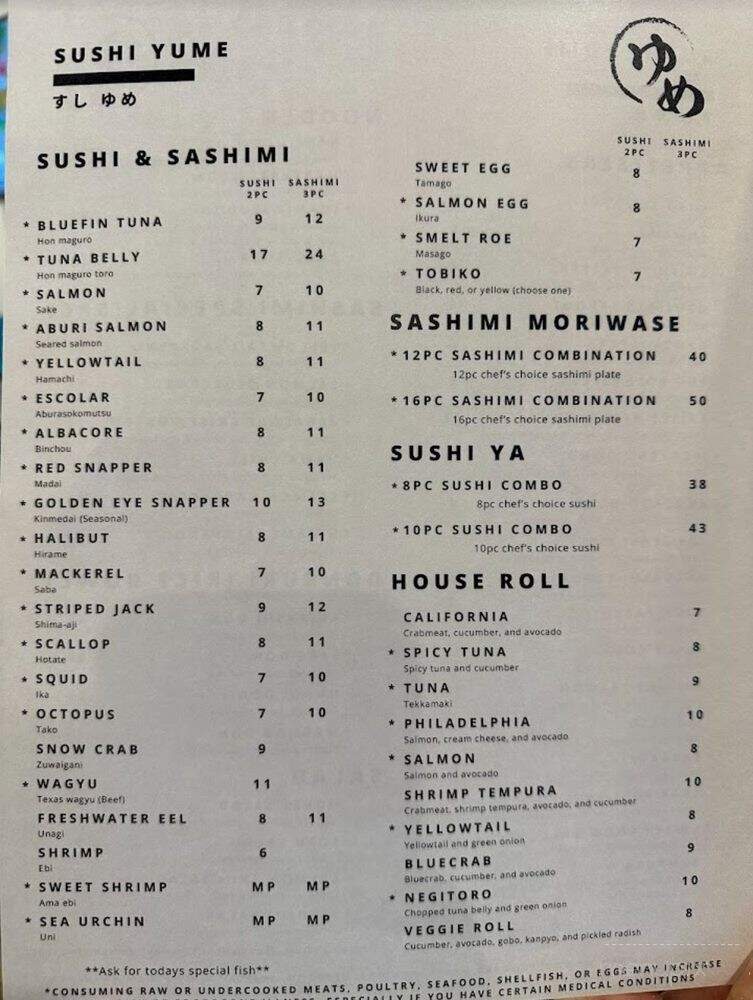 SUSHI YUME
すし ゆめ
ゆめ
SUSHI & SASHIMI
SUSHI SASHIMI
2PC 3PC
* BLUEFIN TUNA 9 12
Hon maguro
* TUNA BELLY 17 24
Hon maguro toro
* SALMON 7 10
Sake
* ABURI SALMON 8 11
Seared salmon
* YELLOWTAIL 8 11
Hamachi
* ESCOLAR 7 10
Aburasokomutsu
* ALBACORE 8 11
Binchou
* RED SNAPPER 8 11
Madai
* GOLDEN EYE SNAPPER 10 13
Kinmedai (Seasonal)
* HALIBUT 8 11
Hirame
* MACKEREL 7 10
Saba
* STRIPED JACK 9 12
Shima-aji
* SCALLOP 8 11
Hotate
* SQUID 7 10
Ika
* OCTOPUS 7 10
Tako
SNOW CRAB 9
Zuwaigani
* WAGYU 11
Texas wagyu (Beef)
FRESHWATER EEL 8 11
Unagi
SHRIMP 6
Ebi
* SWEET SHRIMP MP MP
Ama ebi
* SEA URCHIN MP MP
Uni
**Ask for todays special fish**
SUSHI SASHIMI
2PC 3PC
SWEET EGG 8
Tamago
* SALMON EGG 8
Ikura
* SMELT ROE 7
Masago
* TOBIKO 7
Black, red, or yellow (choose one)
SASHIMI MORIWASE
* 12PC SASHIMI COMBINATION 40
12pc chef's choice sashimi plate
* 16PC SASHIMI COMBINATION 50
16pc chef's choice sashimi plate
SUSHI YA
* 8PC SUSHI COMBO 38
8pc chef's choice sushi
* 10PC SUSHI COMBO 43
10pc chef's choice sushi
HOUSE ROLL
CALIFORNIA 7
Crabmeat, cucumber, and avocado
* SPICY TUNA 8
Spicy tuna and cucumber
* TUNA 9
Tekkamaki
* PHILADELPHIA 10
Salmon, cream cheese, and avocado
* SALMON 8
Salmon and avocado
SHRIMP TEMPURA 10
Crabmeat, shrimp tempura, avocado, and cucumber
* YELLOWTAIL 8
Yellowtail and green onion
BLUECRAB 9
Bluecrab, cucumber, and avocado
* NEGITORO 10
Chopped tuna belly and green onion
VEGGIE ROLL 8
Cucumber, avocado, gobo, kanpyo, and pickled radish
*CONSUMING RAW OR UNDERCOOKED MEATS, POULTRY, SEAFOOD, SHELLFISH, OR EGGS MAY INCREASE
ESPECIALLY IF YOU HAVE CERTAIN MEDICAL CONDITIONS